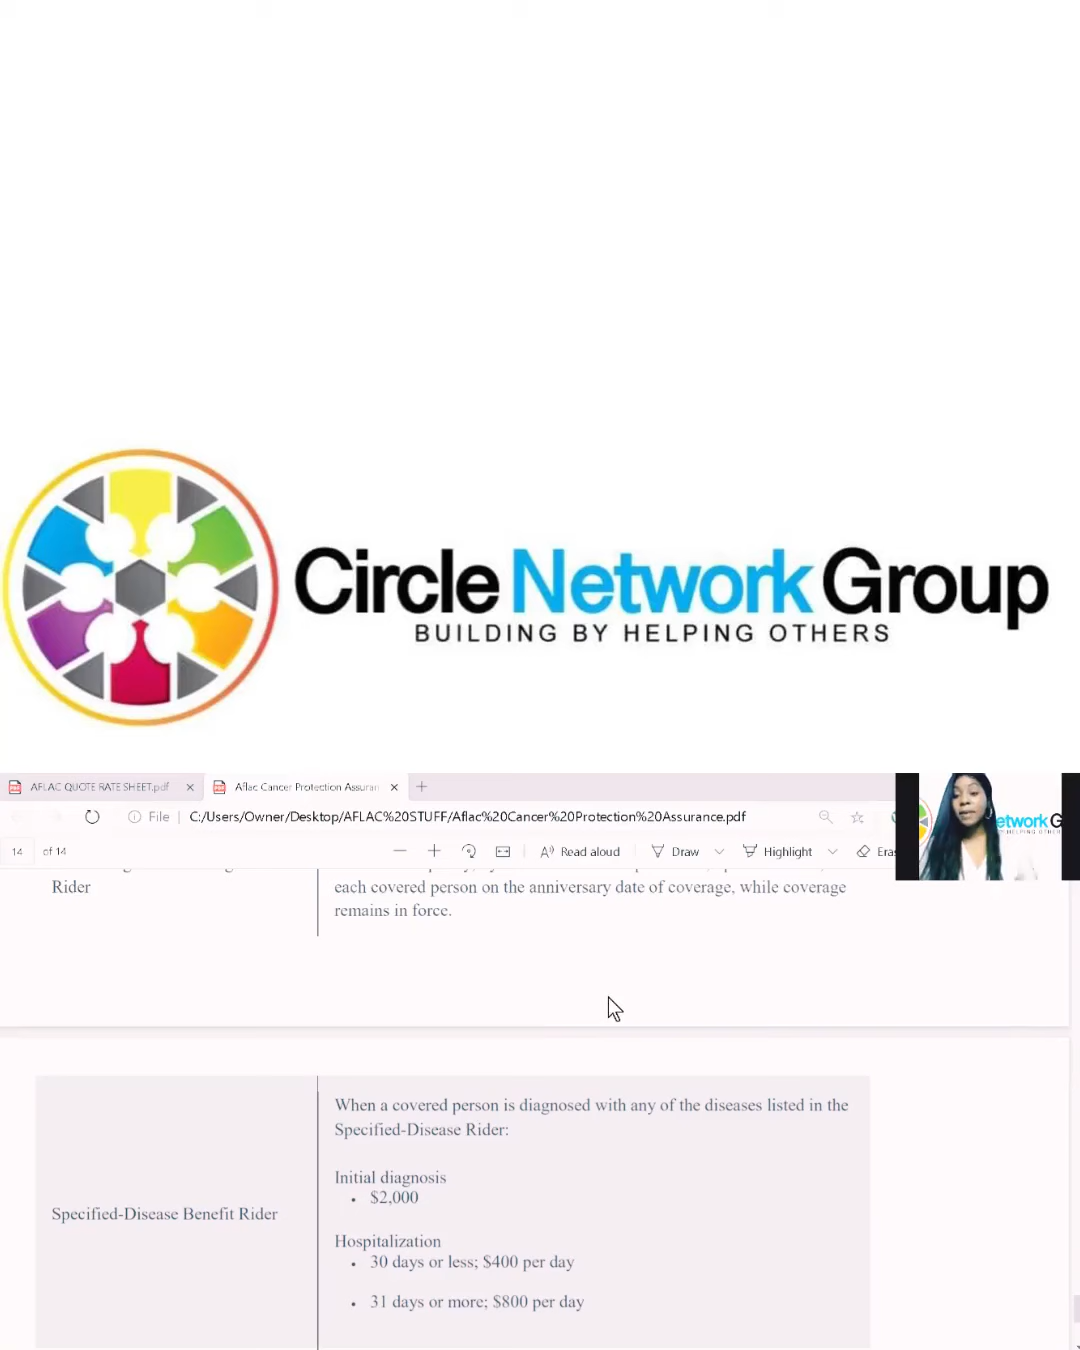 Circle Network Group
BUILDING BY HELPING OTHERS
AFLAC QUOTE RATE SHEET.pdf
Aflac Cancer Protection Assuran
File
C:/Users/Owner/Desktop/AFLAC%20STUFF/Aflac%20Cancer%20Protection%20Assurance.pdf
etwork G
14 of 14
Read aloud
Draw
Highlight
Eras
Rider
each covered person on the anniversary date of coverage, while coverage
remains in force.
When a covered person is diagnosed with any of the diseases listed in the
Specified-Disease Rider:
Initial diagnosis
• $2,000
Specified-Disease Benefit Rider
Hospitalization
• 30 days or less; $400 per day
• 31 days or more; $800 per day